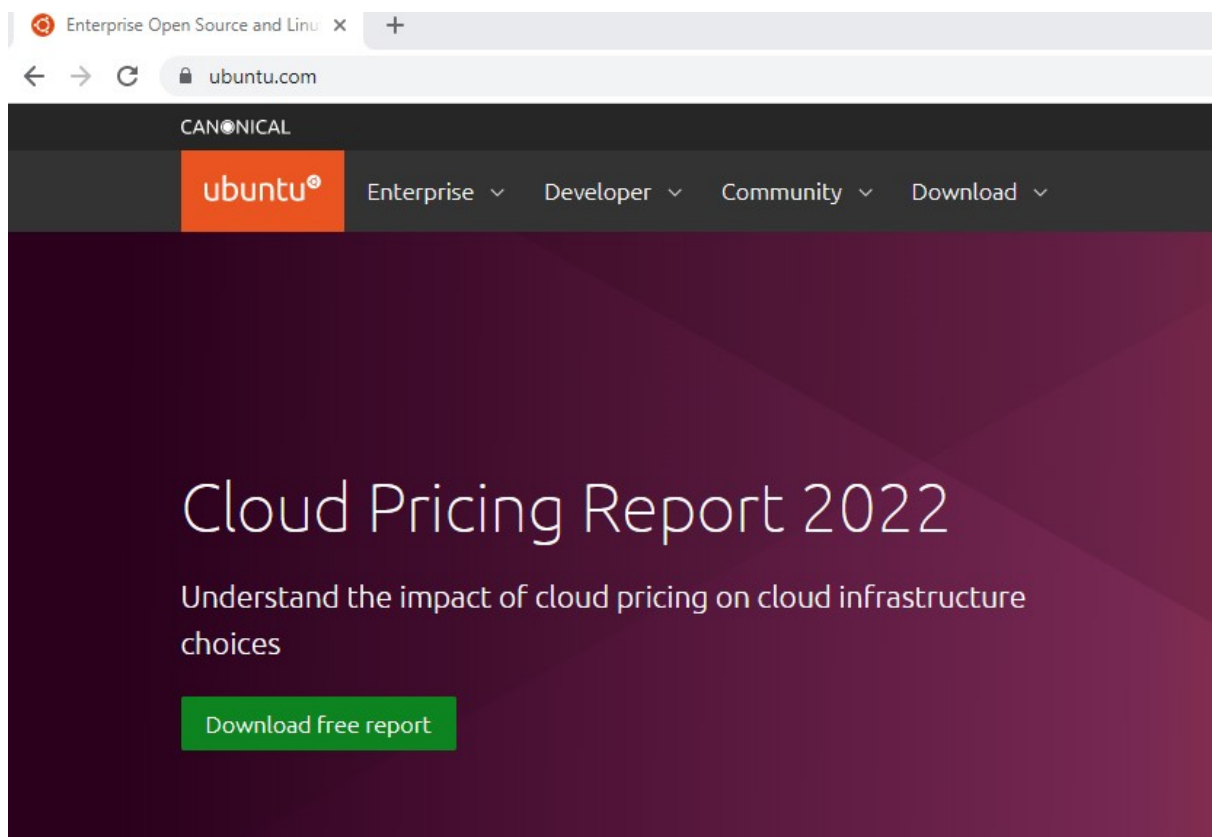 Enterprise Open Source and Linu
ubuntu.com
CANONICAL
ubuntu
Enterprise Developer Community Download
Cloud Pricing Report 2022
Understand the impact of cloud pricing on cloud infrastructure
choices
Download free report